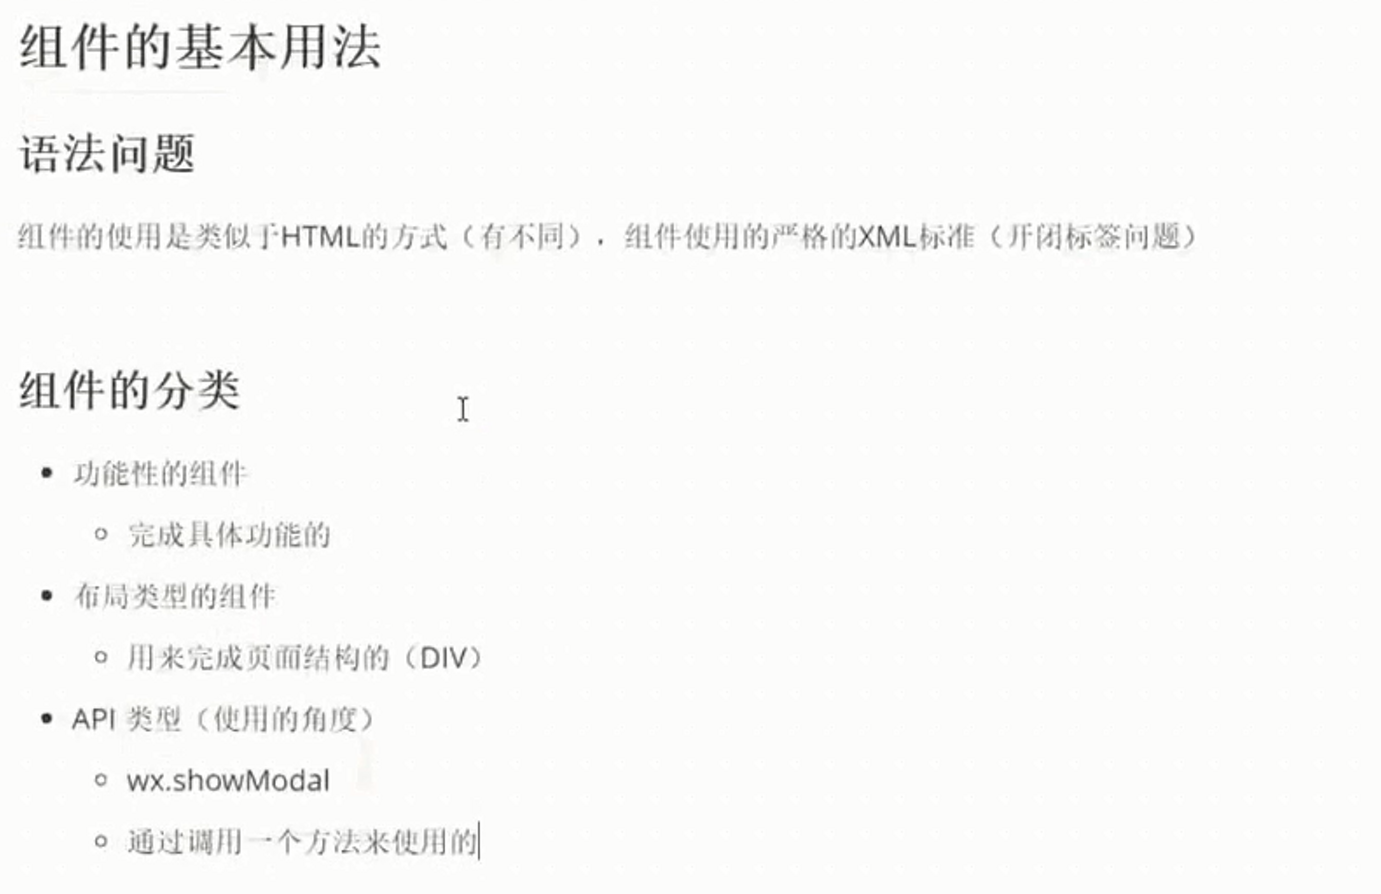 组件的基本用法
语法问题
组件的使用是类似于HTML的方式（有不同），组件使用的严格的XML标准（开闭标签问题）
组件的分类
功能性的组件
完成具体功能的
布局类型的组件
用来完成页面结构的（DIV）
API 类型（使用的角度）
wx.showModal
通过调用一个方法来使用的